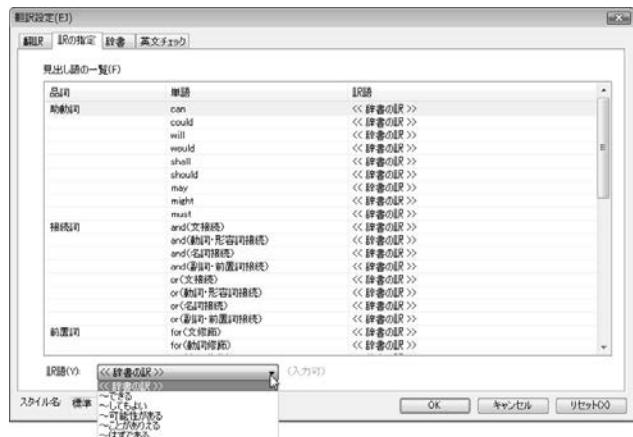 翻訳設定(EJ)
翻訳 訳の指定 辞書 英文チェック
見出し語の一覧(F)
品詞 単語 訳語
助動詞 can << 辞書の訳 >>
could << 辞書の訳 >>
will << 辞書の訳 >>
would << 辞書の訳 >>
shall << 辞書の訳 >>
should << 辞書の訳 >>
may << 辞書の訳 >>
might << 辞書の訳 >>
must << 辞書の訳 >>
接続詞 and(文接続) << 辞書の訳 >>
and(動詞・形容詞接続) << 辞書の訳 >>
and(名詞接続) << 辞書の訳 >>
and(副詞・前置詞接続) << 辞書の訳 >>
or(文接続) << 辞書の訳 >>
or(動詞・形容詞接続) << 辞書の訳 >>
or(名詞接続) << 辞書の訳 >>
or(副詞・前置詞接続) << 辞書の訳 >>
前置詞 for(文修飾) << 辞書の訳 >>
for(動詞修飾) << 辞書の訳 >>
訳語(Y): << 辞書の訳 >> (入力可)
<< 辞書の訳 >>
～できる
～してもよい
～可能性がある
～ことがありえる
～はずである
スタイル名: 標準 OK キャンセル リセット(X)